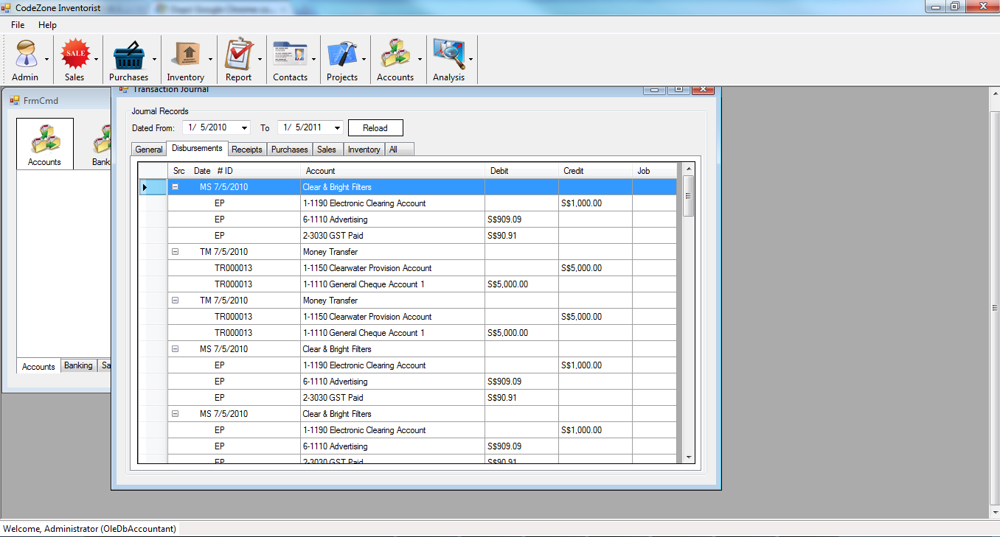 CodeZone Inventorist
File Help
SALE
Admin Sales Purchases Inventory Report Contacts Projects Accounts Analysis
FrmCmd
Accounts Bank
Accounts Banking Sa
Transaction Journal
Journal Records
Dated From: 1/ 5/2010 To 1/ 5/2011 Reload
General Disbursements Receipts Purchases Sales Inventory All
Src Date # ID Account Debit Credit Job
MS 7/5/2010 Clear & Bright Filters
EP 1-1190 Electronic Clearing Account S$1,000.00
EP 6-1110 Advertising S$909.09
EP 2-3030 GST Paid S$90.91
TM 7/5/2010 Money Transfer
TR000013 1-1150 Clearwater Provision Account S$5,000.00
TR000013 1-1110 General Cheque Account 1 S$5,000.00
TM 7/5/2010 Money Transfer
TR000013 1-1150 Clearwater Provision Account S$5,000.00
TR000013 1-1110 General Cheque Account 1 S$5,000.00
MS 7/5/2010 Clear & Bright Filters
EP 1-1190 Electronic Clearing Account S$1,000.00
EP 6-1110 Advertising S$909.09
EP 2-3030 GST Paid S$90.91
MS 7/5/2010 Clear & Bright Filters
EP 1-1190 Electronic Clearing Account S$1,000.00
EP 6-1110 Advertising S$909.09
EP 2-3030 GST Paid S$90.91
Welcome, Administrator (OleDbAccountant)